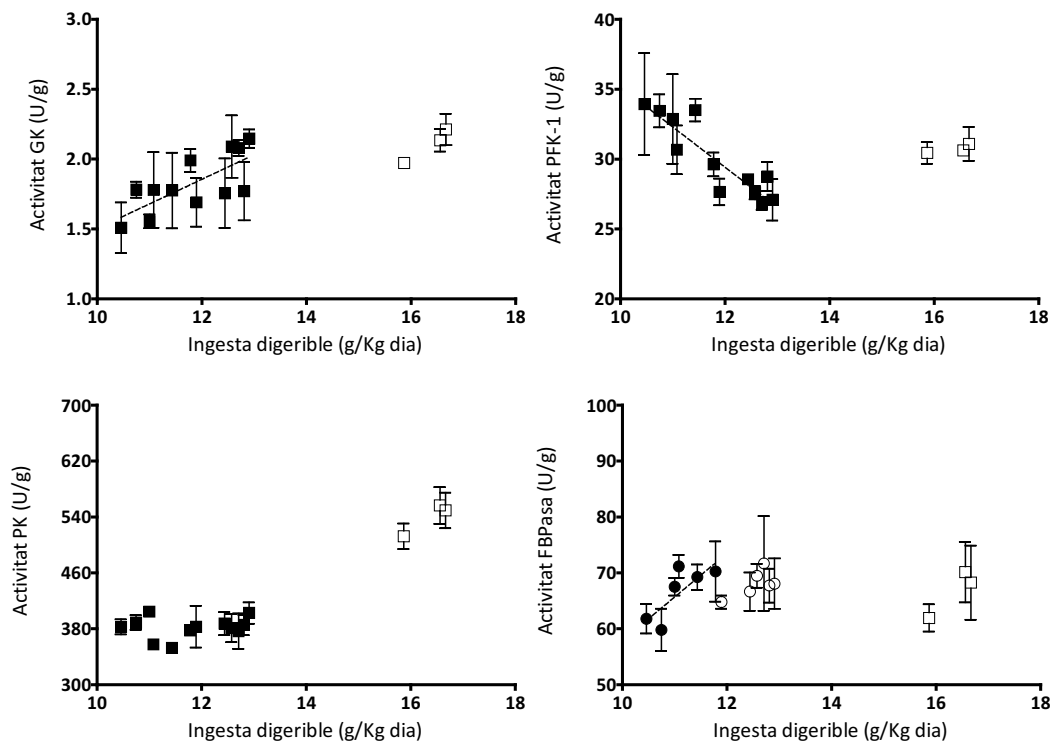 3.0
2.5
2.0
1.5
1.0
10 12 14 16 18
Activitat GK (U/g)
Ingesta digerible (g/Kg dia)
40
35
30
25
20
10 12 14 16 18
Activitat PFK-1 (U/g)
Ingesta digerible (g/Kg dia)
700
620
540
460
380
300
10 12 14 16 18
Activitat PK (U/g)
Ingesta digerible (g/Kg dia)
100
90
80
70
60
50
10 12 14 16 18
Activitat FBPasa (U/g)
Ingesta digerible (g/Kg dia)